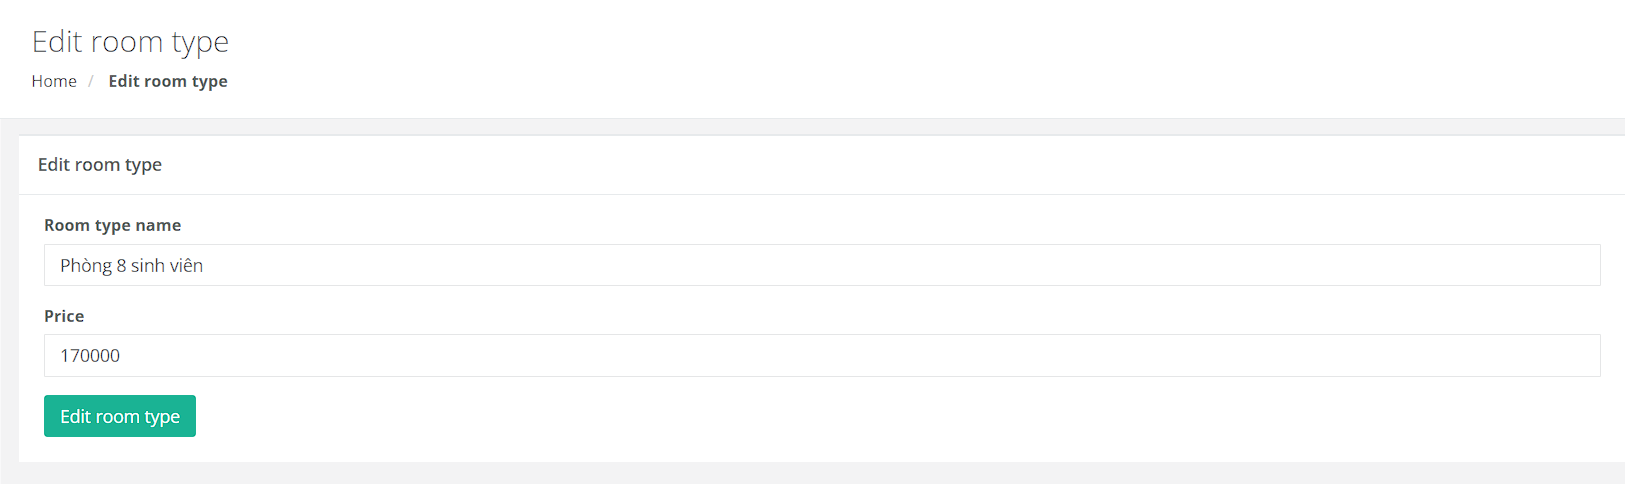 Edit room type
Home / Edit room type
Edit room type
Room type name
Phòng 8 sinh viên
Price
170000
Edit room type